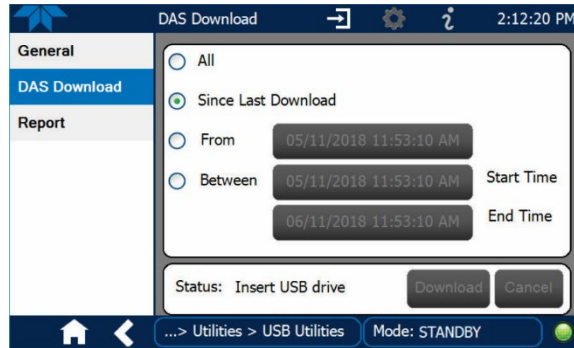 DAS Download
2:12:20 PM
General
DAS Download
Report
All
Since Last Download
From 05/11/2018 11:53:10 AM
Between 05/11/2018 11:53:10 AM Start Time
06/11/2018 11:53:10 AM End Time
Status: Insert USB drive Download Cancel
...> Utilities > USB Utilities Mode: STANDBY